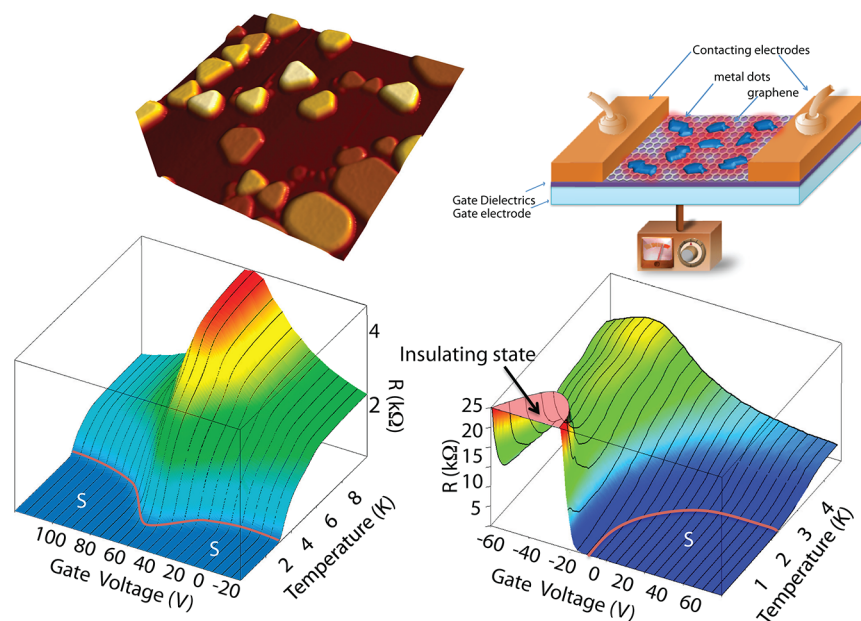 Contacting electrodes
metal dots
graphene
Gate Dielectrics
Gate electrode
4
2
R (kΩ)
S
S
100
80
60
40
20
0
-20
Gate Voltage (V)
2
4
6
8
Temperature (K)
Insulating state
25
20
15
10
5
R (kΩ)
S
-60
-40
-20
0
20
40
60
Gate Voltage (V)
1
2
3
4
Temperature (K)